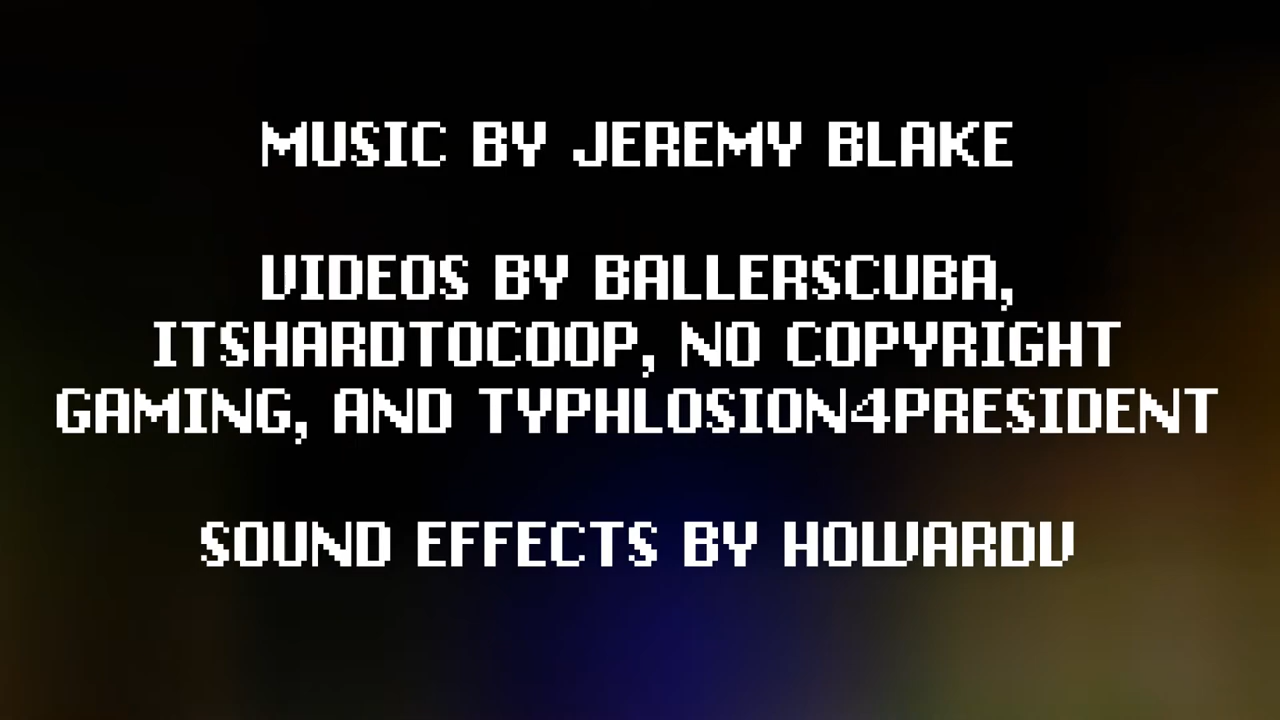 MUSIC BY JEREMY BLAKE
VIDEOS BY BALLERSCUBA,
ITSHARDTOCOOP, NO COPYRIGHT
GAMING, AND TYPHLOSION4PRESIDENT
SOUND EFFECTS BY HOWARDV